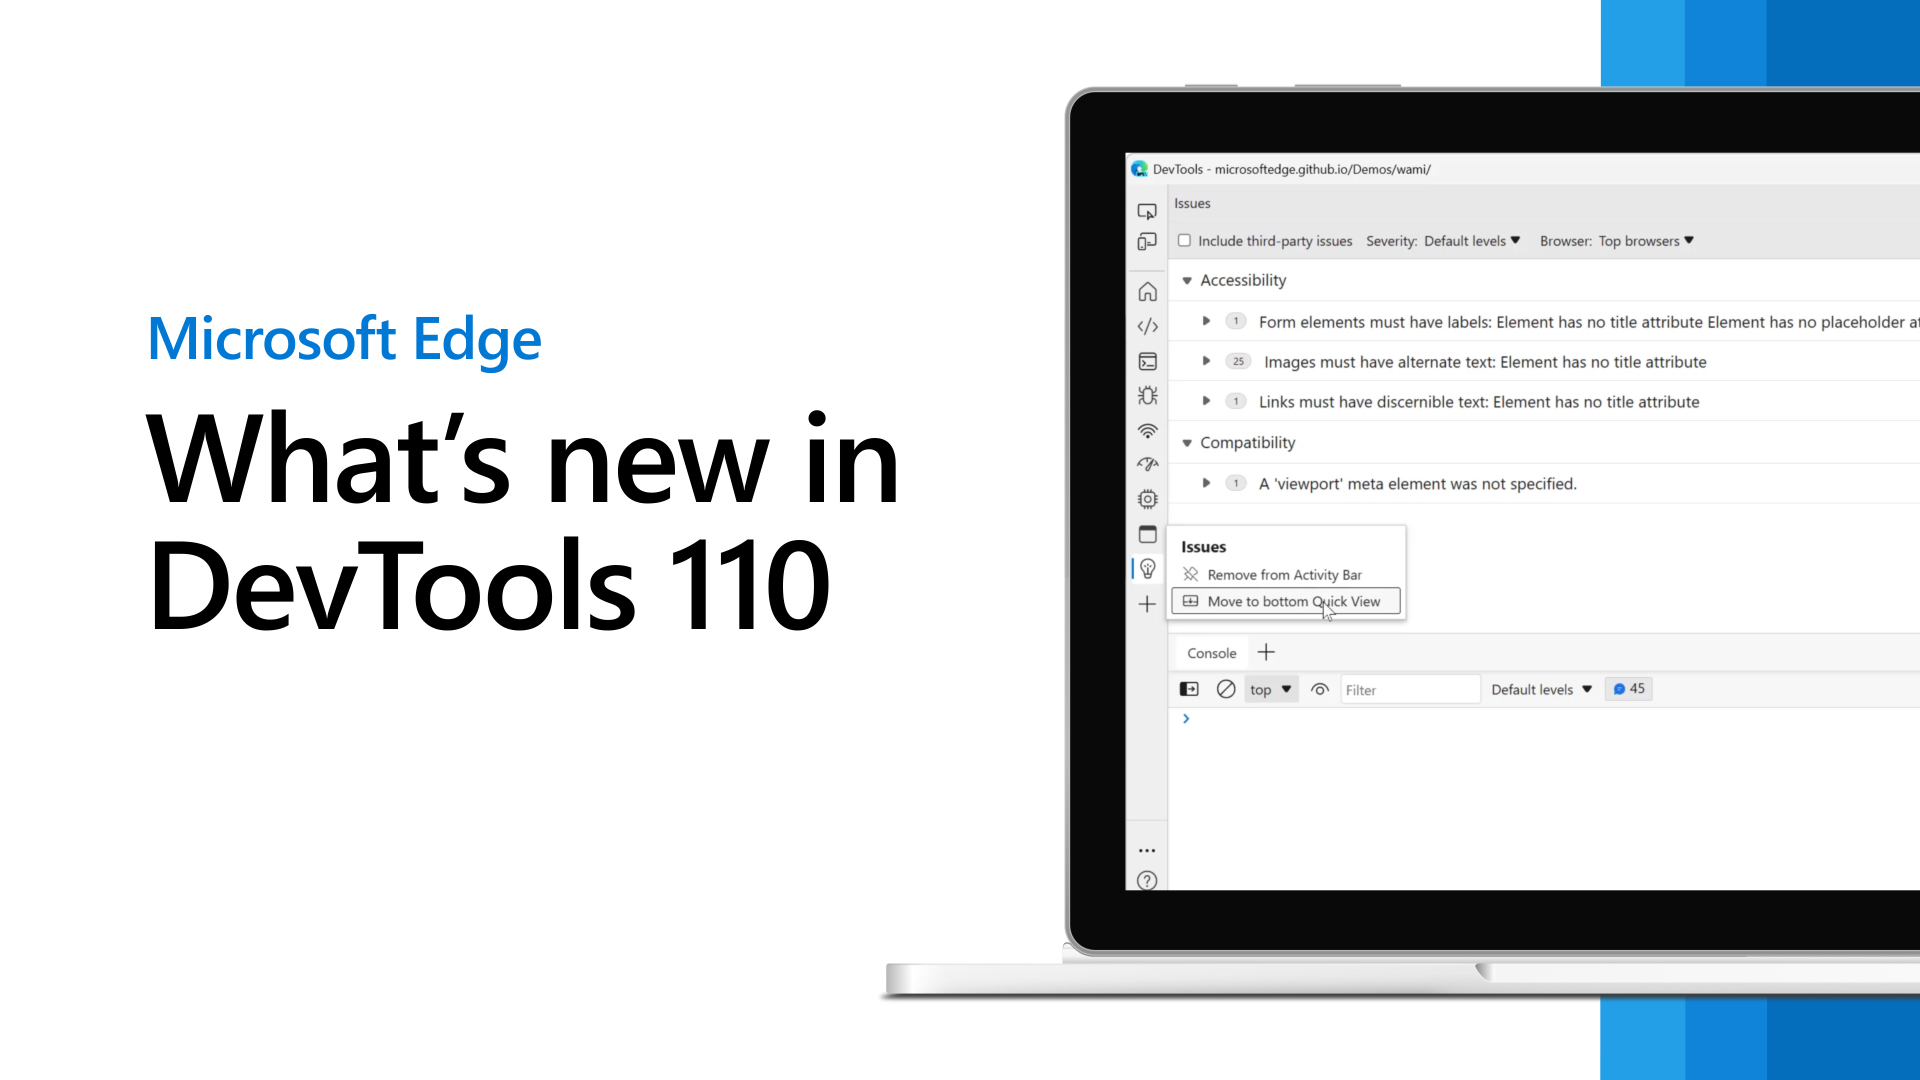 Microsoft Edge
What's new in
DevTools 110
DevTools - microsoftedge.github.io/Demos/wami/
Issues
Include third-party issues Severity: Default levels Browser: Top browsers
Accessibility
1 Form elements must have labels: Element has no title attribute Element has no placeholder
25 Images must have alternate text: Element has no title attribute
1 Links must have discernible text: Element has no title attribute
Compatibility
1 A 'viewport' meta element was not specified.
Issues
Remove from Activity Bar
Move to bottom Quick View
Console
top Filter Default levels 45